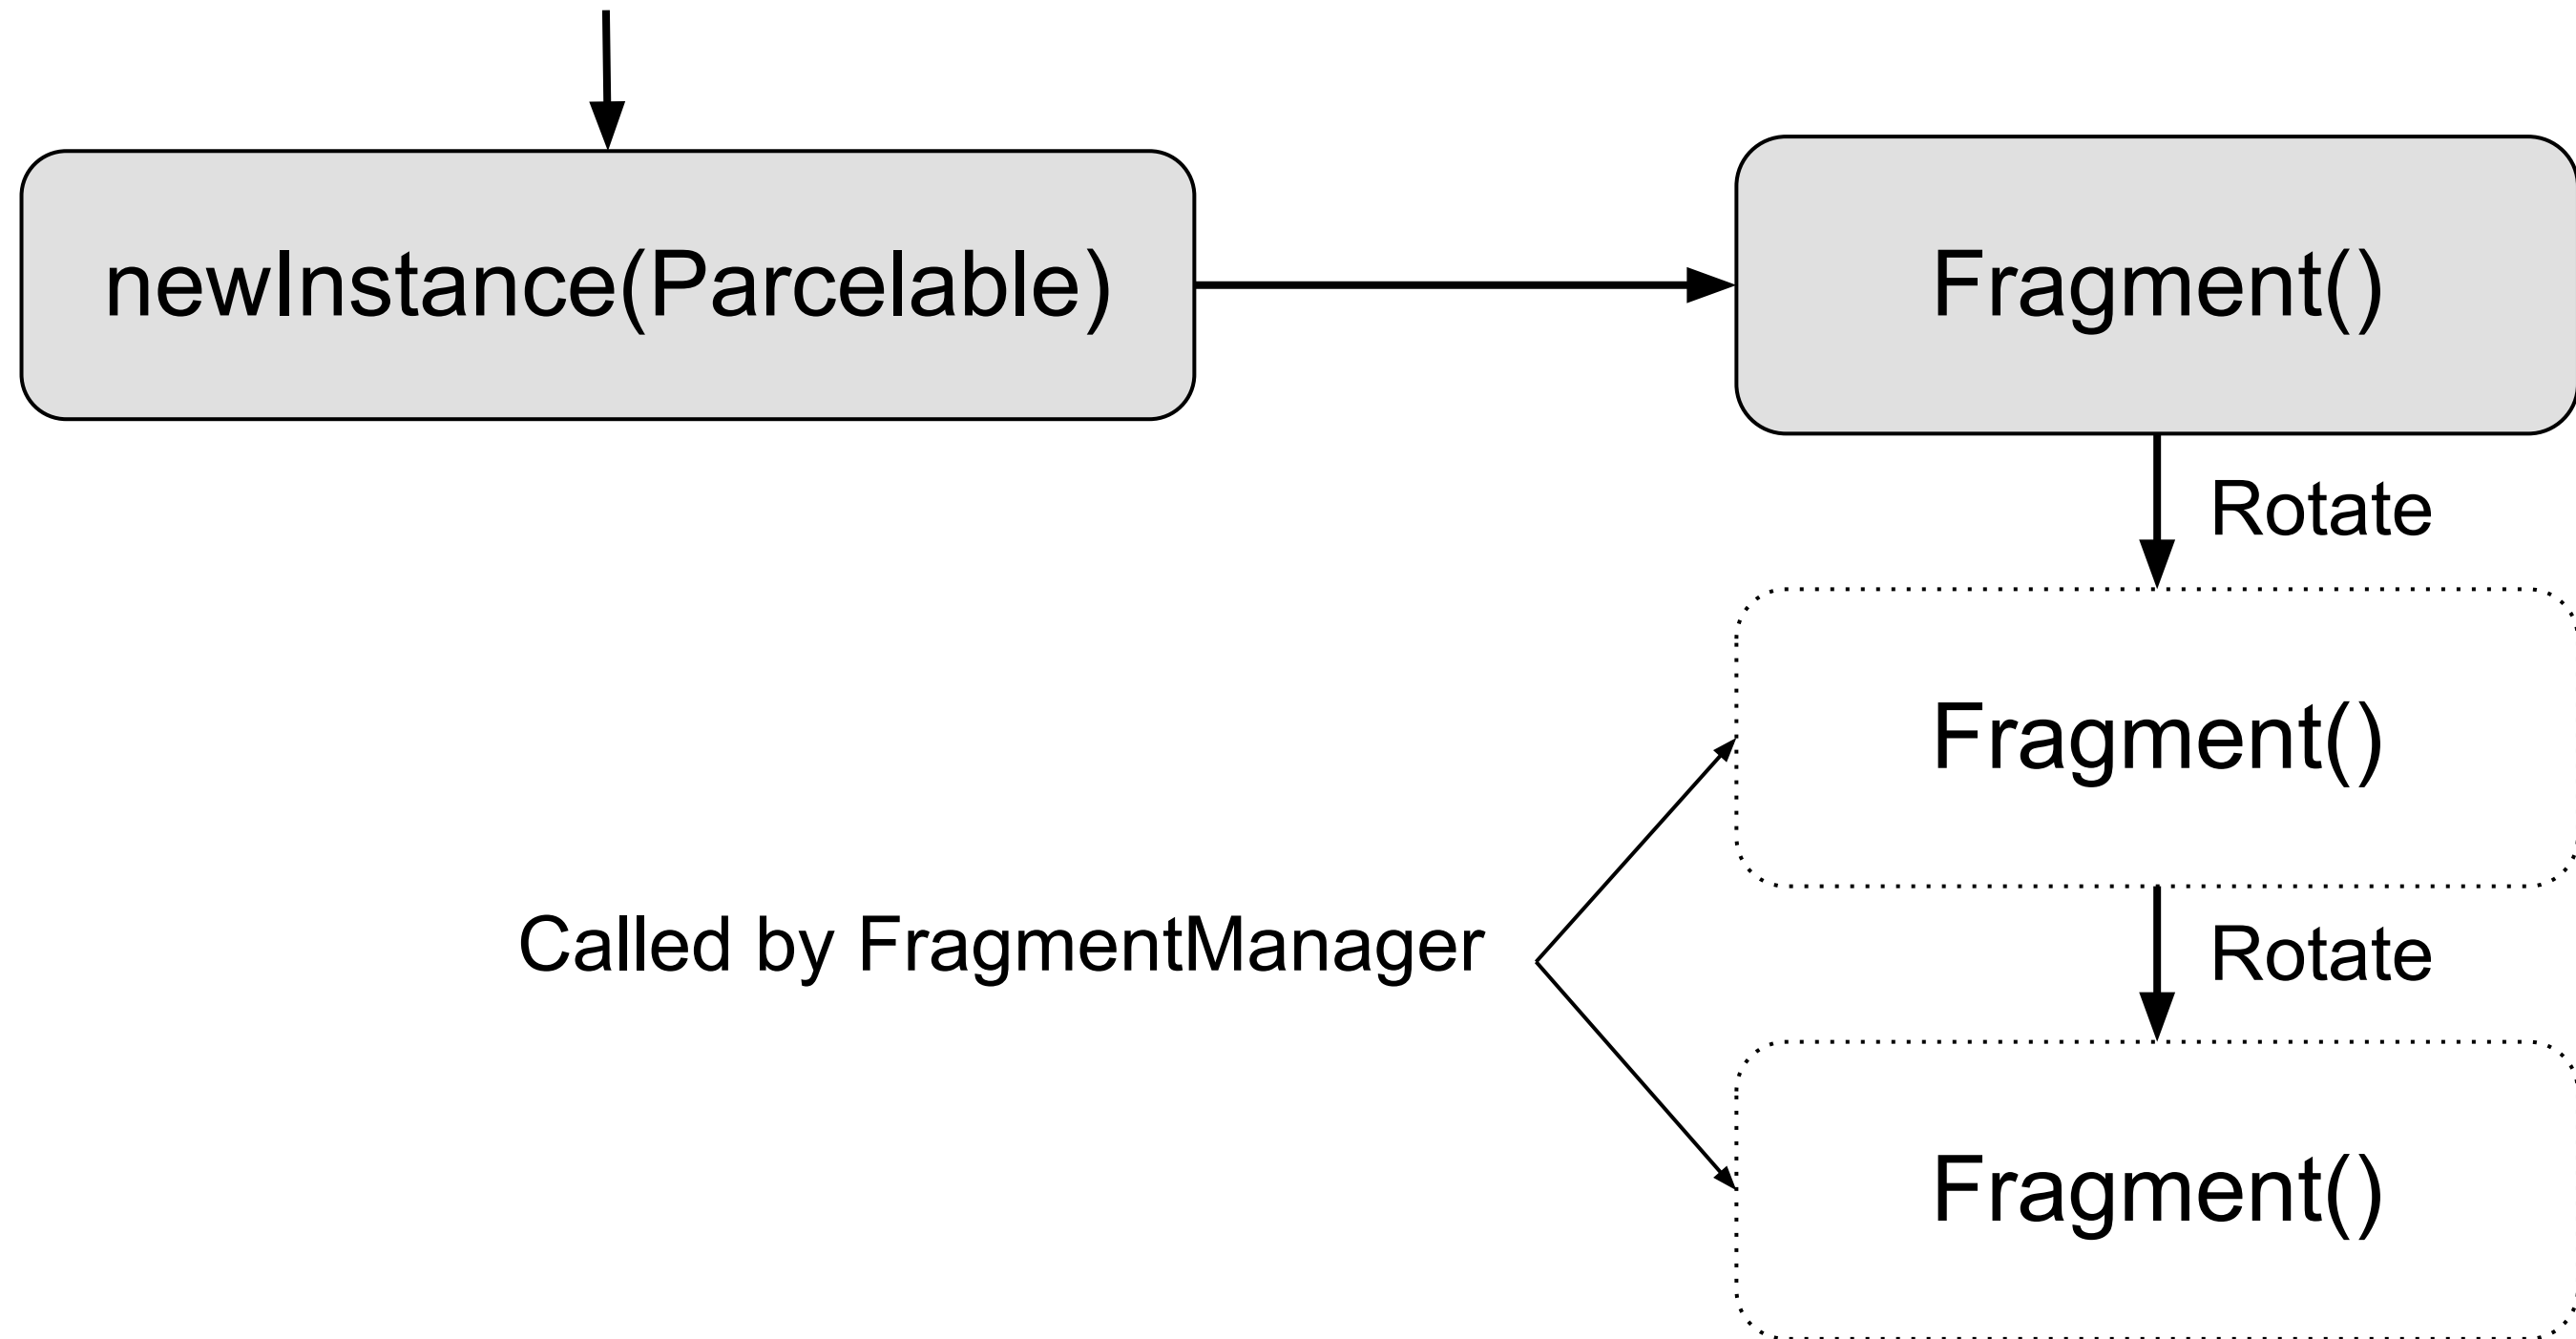 newInstance(Parcelable)
Fragment()
Rotate
Fragment()
Called by FragmentManager
Rotate
Fragment()